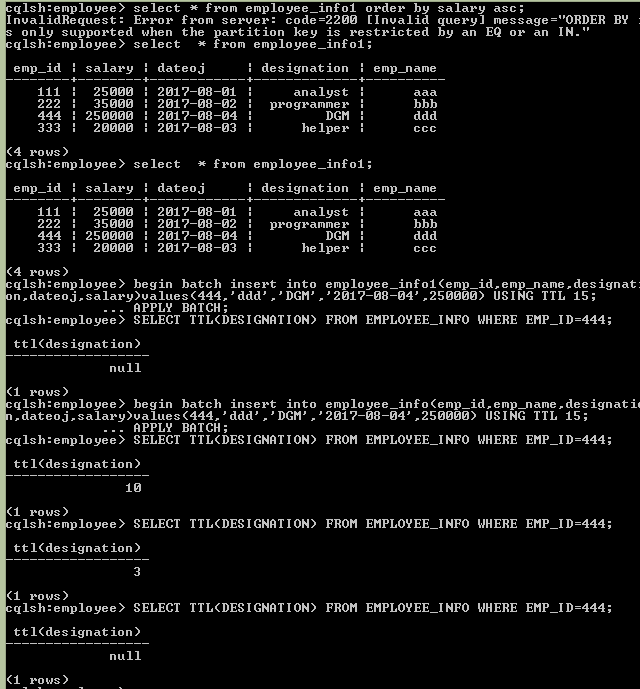 cqlsh:employee> select * from employee_info1 order by salary asc;
InvalidRequest: Error from server: code=2200 [Invalid query] message="ORDER BY i
s only supported when the partition key is restricted by an EQ or an IN."
cqlsh:employee> select  * from employee_info1;
emp_id | salary | dateoj     | designation | emp_name
--------+--------+------------+-------------+----------
111 |  25000 | 2017-08-01 |     analyst |      aaa
222 |  35000 | 2017-08-02 |  programmer |      bbb
444 | 250000 | 2017-08-04 |         DGM |      ddd
333 |  20000 | 2017-08-03 |      helper |      ccc
(4 rows)
cqlsh:employee> select  * from employee_info1;
emp_id | salary | dateoj     | designation | emp_name
--------+--------+------------+-------------+----------
111 |  25000 | 2017-08-01 |     analyst |      aaa
222 |  35000 | 2017-08-02 |  programmer |      bbb
444 | 250000 | 2017-08-04 |         DGM |      ddd
333 |  20000 | 2017-08-03 |      helper |      ccc
(4 rows)
cqlsh:employee> begin batch insert into employee_info1(emp_id,emp_name,designati
on,dateoj,salary)values(444,'ddd','DGM','2017-08-04',250000) USING TTL 15;
... APPLY BATCH;
cqlsh:employee> SELECT TTL(DESIGNATION) FROM EMPLOYEE_INFO WHERE EMP_ID=444;
ttl(designation)
------------------
null
(1 rows)
cqlsh:employee> begin batch insert into employee_info(emp_id,emp_name,designatio
n,dateoj,salary)values(444,'ddd','DGM','2017-08-04',250000) USING TTL 15;
... APPLY BATCH;
cqlsh:employee> SELECT TTL(DESIGNATION) FROM EMPLOYEE_INFO WHERE EMP_ID=444;
ttl(designation)
------------------
10
(1 rows)
cqlsh:employee> SELECT TTL(DESIGNATION) FROM EMPLOYEE_INFO WHERE EMP_ID=444;
ttl(designation)
------------------
3
(1 rows)
cqlsh:employee> SELECT TTL(DESIGNATION) FROM EMPLOYEE_INFO WHERE EMP_ID=444;
ttl(designation)
------------------
null
(1 rows)